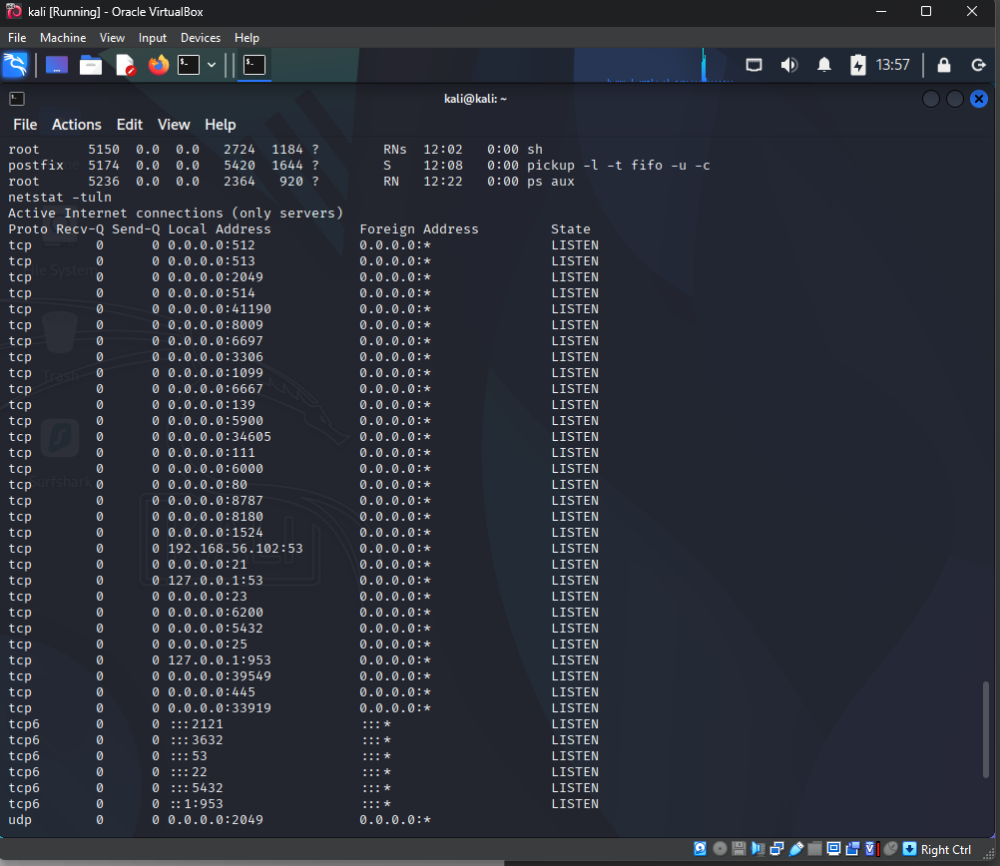 kali [Running] - Oracle VirtualBox
File Machine View Input Devices Help
13:57
kali@kali: ~
File Actions Edit View Help
root 5150 0.0 0.0 2724 1184 ? RNs 12:02 0:00 sh
postfix 5174 0.0 0.0 5420 1644 ? S 12:08 0:00 pickup -l -t fifo -u -c
root 5236 0.0 0.0 2364 920 ? RN 12:22 0:00 ps aux
netstat -tuln
Active Internet connections (only servers)
Proto Recv-Q Send-Q Local Address Foreign Address State
tcp 0 0 0.0.0.0:512 0.0.0.0:* LISTEN
tcp 0 0 0.0.0.0:513 0.0.0.0:* LISTEN
tcp 0 0 0.0.0.0:2049 0.0.0.0:* LISTEN
tcp 0 0 0.0.0.0:514 0.0.0.0:* LISTEN
tcp 0 0 0.0.0.0:41190 0.0.0.0:* LISTEN
tcp 0 0 0.0.0.0:8009 0.0.0.0:* LISTEN
tcp 0 0 0.0.0.0:6697 0.0.0.0:* LISTEN
tcp 0 0 0.0.0.0:3306 0.0.0.0:* LISTEN
tcp 0 0 0.0.0.0:1099 0.0.0.0:* LISTEN
tcp 0 0 0.0.0.0:6667 0.0.0.0:* LISTEN
tcp 0 0 0.0.0.0:139 0.0.0.0:* LISTEN
tcp 0 0 0.0.0.0:5900 0.0.0.0:* LISTEN
tcp 0 0 0.0.0.0:34605 0.0.0.0:* LISTEN
tcp 0 0 0.0.0.0:111 0.0.0.0:* LISTEN
tcp 0 0 0.0.0.0:6000 0.0.0.0:* LISTEN
tcp 0 0 0.0.0.0:80 0.0.0.0:* LISTEN
tcp 0 0 0.0.0.0:8787 0.0.0.0:* LISTEN
tcp 0 0 0.0.0.0:8180 0.0.0.0:* LISTEN
tcp 0 0 0.0.0.0:1524 0.0.0.0:* LISTEN
tcp 0 0 192.168.56.102:53 0.0.0.0:* LISTEN
tcp 0 0 0.0.0.0:21 0.0.0.0:* LISTEN
tcp 0 0 127.0.0.1:53 0.0.0.0:* LISTEN
tcp 0 0 0.0.0.0:23 0.0.0.0:* LISTEN
tcp 0 0 0.0.0.0:6200 0.0.0.0:* LISTEN
tcp 0 0 0.0.0.0:5432 0.0.0.0:* LISTEN
tcp 0 0 0.0.0.0:25 0.0.0.0:* LISTEN
tcp 0 0 127.0.0.1:953 0.0.0.0:* LISTEN
tcp 0 0 0.0.0.0:39549 0.0.0.0:* LISTEN
tcp 0 0 0.0.0.0:445 0.0.0.0:* LISTEN
tcp 0 0 0.0.0.0:33919 0.0.0.0:* LISTEN
tcp6 0 0 :::2121 :::* LISTEN
tcp6 0 0 :::3632 :::* LISTEN
tcp6 0 0 :::53 :::* LISTEN
tcp6 0 0 :::22 :::* LISTEN
tcp6 0 0 :::5432 :::* LISTEN
tcp6 0 0 ::1:953 :::* LISTEN
udp 0 0 0.0.0.0:2049 0.0.0.0:*
Trash
Right Ctrl